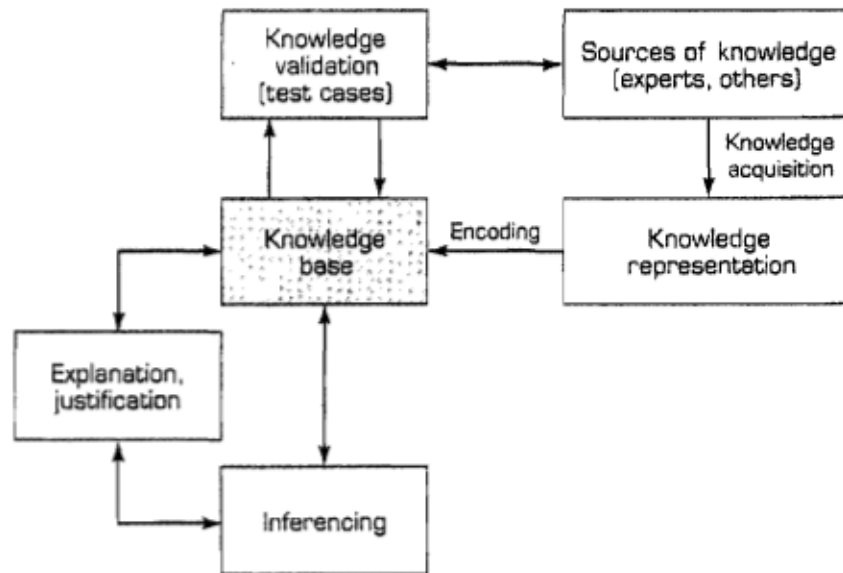 Knowledge
validation
(test cases)
Sources of knowledge
(experts, others)
Knowledge
acquisition
Knowledge
base
Encoding
Knowledge
representation
Explanation,
justification
Inferencing